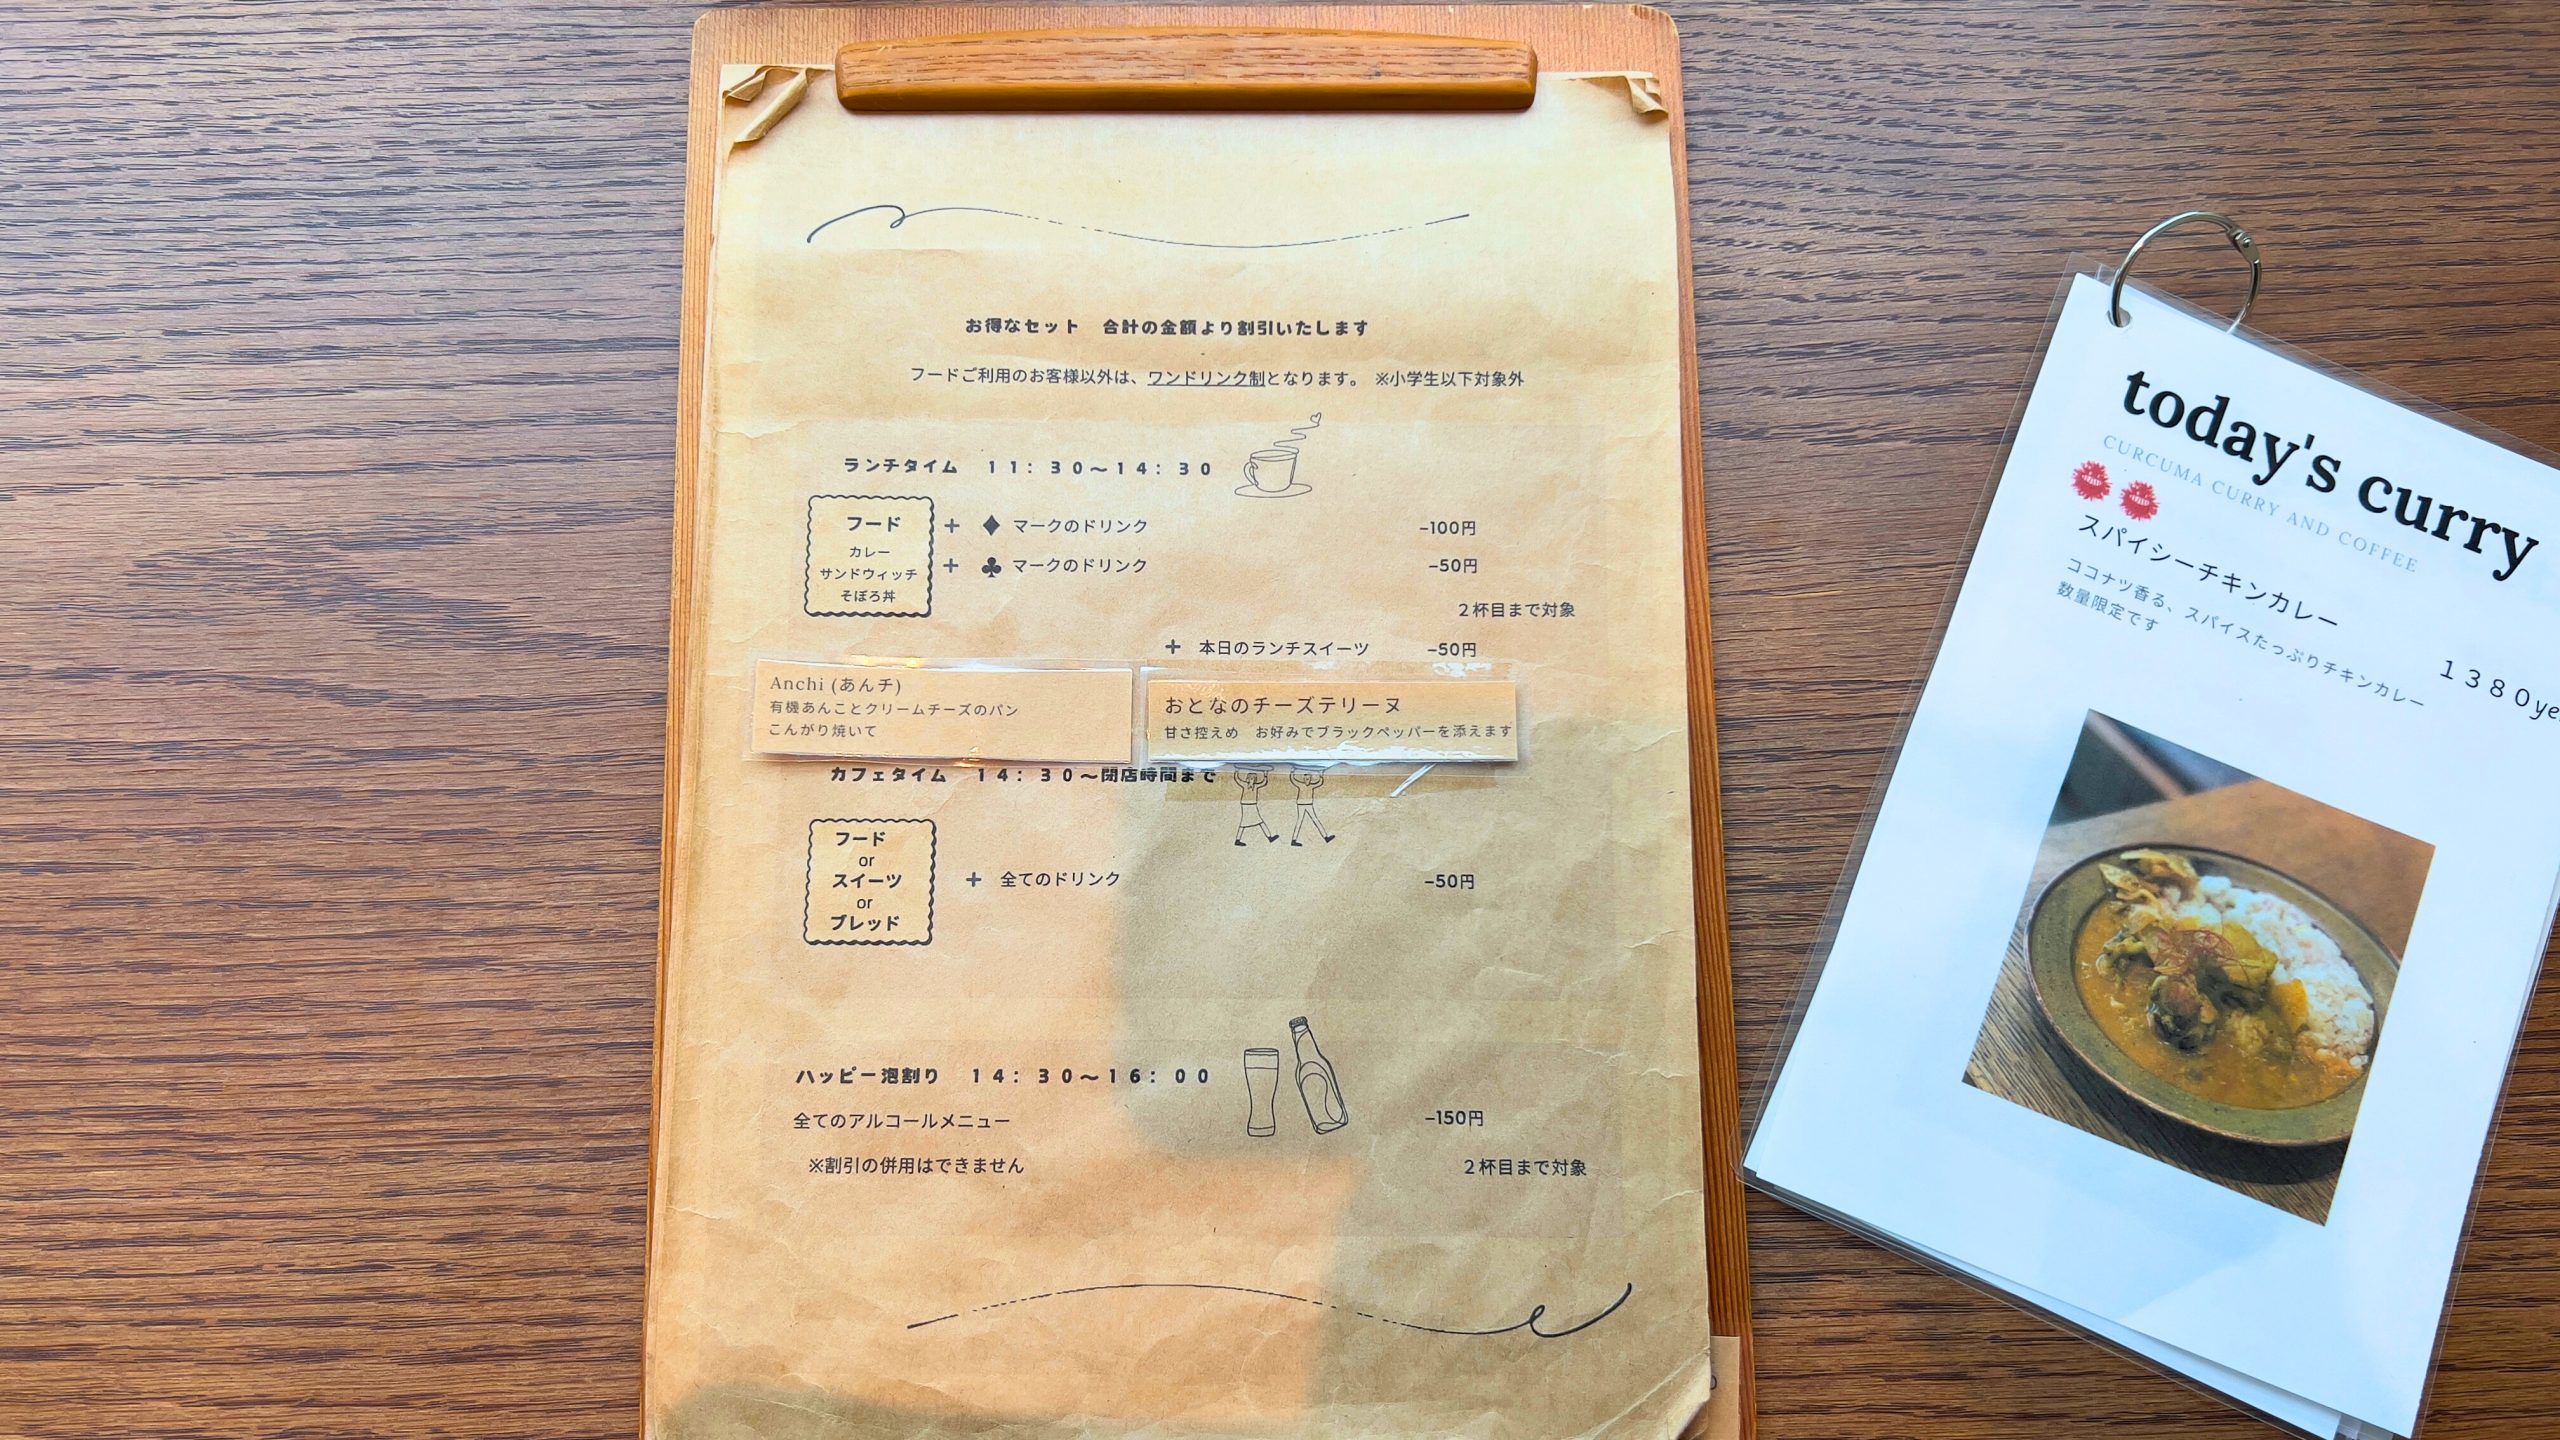 お得なセット　合計の金額より割引いたします
フードご利用のお客様以外は、ワンドリンク制となります。　※小学生以下対象外
ランチタイム　１１：３０～１４：３０
フード
カレー
サンドウィッチ
そぼろ丼
+ ♦ マークのドリンク −100円
+ ♣ マークのドリンク −50円
２杯目まで対象
+ 本日のランチスイーツ −50円
Anchi (あんチ)
有機あんことクリームチーズのパン
こんがり焼いて
おとなのチーズテリーヌ
甘さ控えめ　お好みでブラックペッパーを添えます
カフェタイム　１４：３０～閉店時間まで
フード
or
スイーツ
or
ブレッド
+ 全てのドリンク −50円
ハッピー泡割り　１４：３０～１６：００
全てのアルコールメニュー −150円
※割引の併用はできません ２杯目まで対象
today's curry
CURCUMA CURRY AND COFFEE
スパイシーチキンカレー
ココナツ香る、スパイスたっぷりチキンカレー
数量限定です
１３８０ye